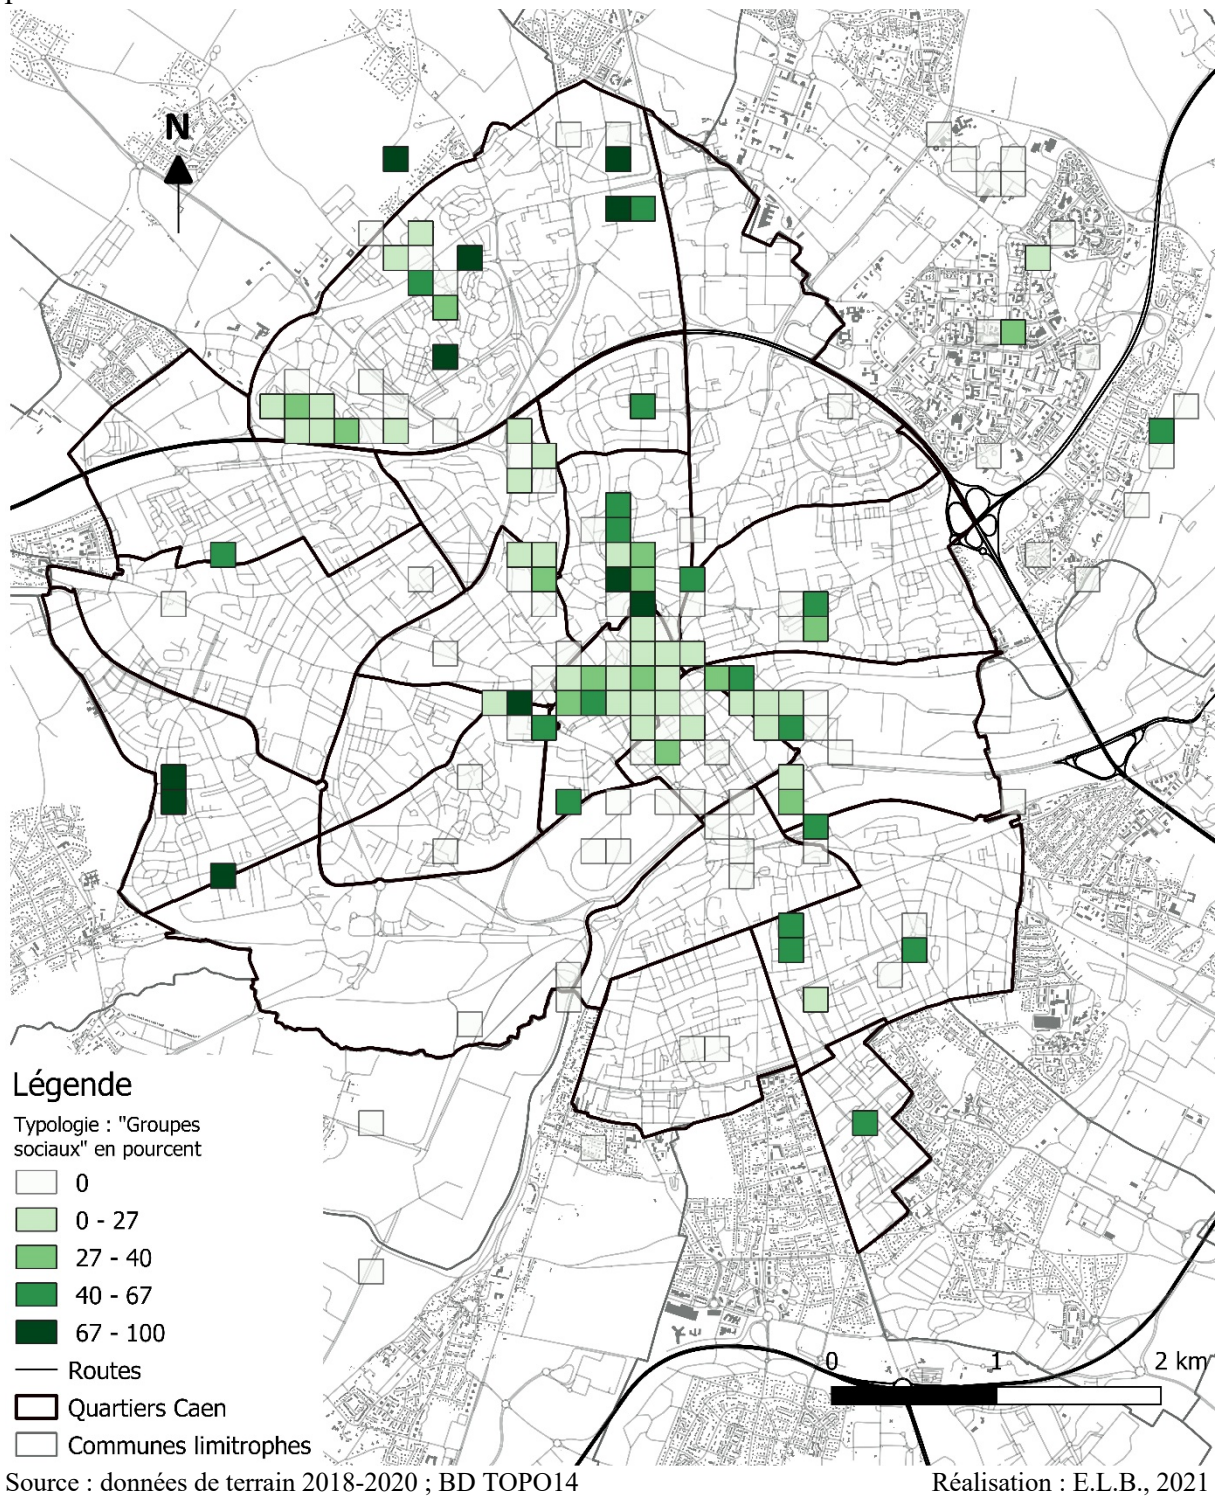 N
Légende
Typologie : "Groupes
sociaux" en pourcent
0
0 - 27
27 - 40
40 - 67
67 - 100
Routes
Quartiers Caen
Communes limitrophes
0 1 2 km
Source : données de terrain 2018-2020 ; BD TOPO14 Réalisation : E.L.B., 2021